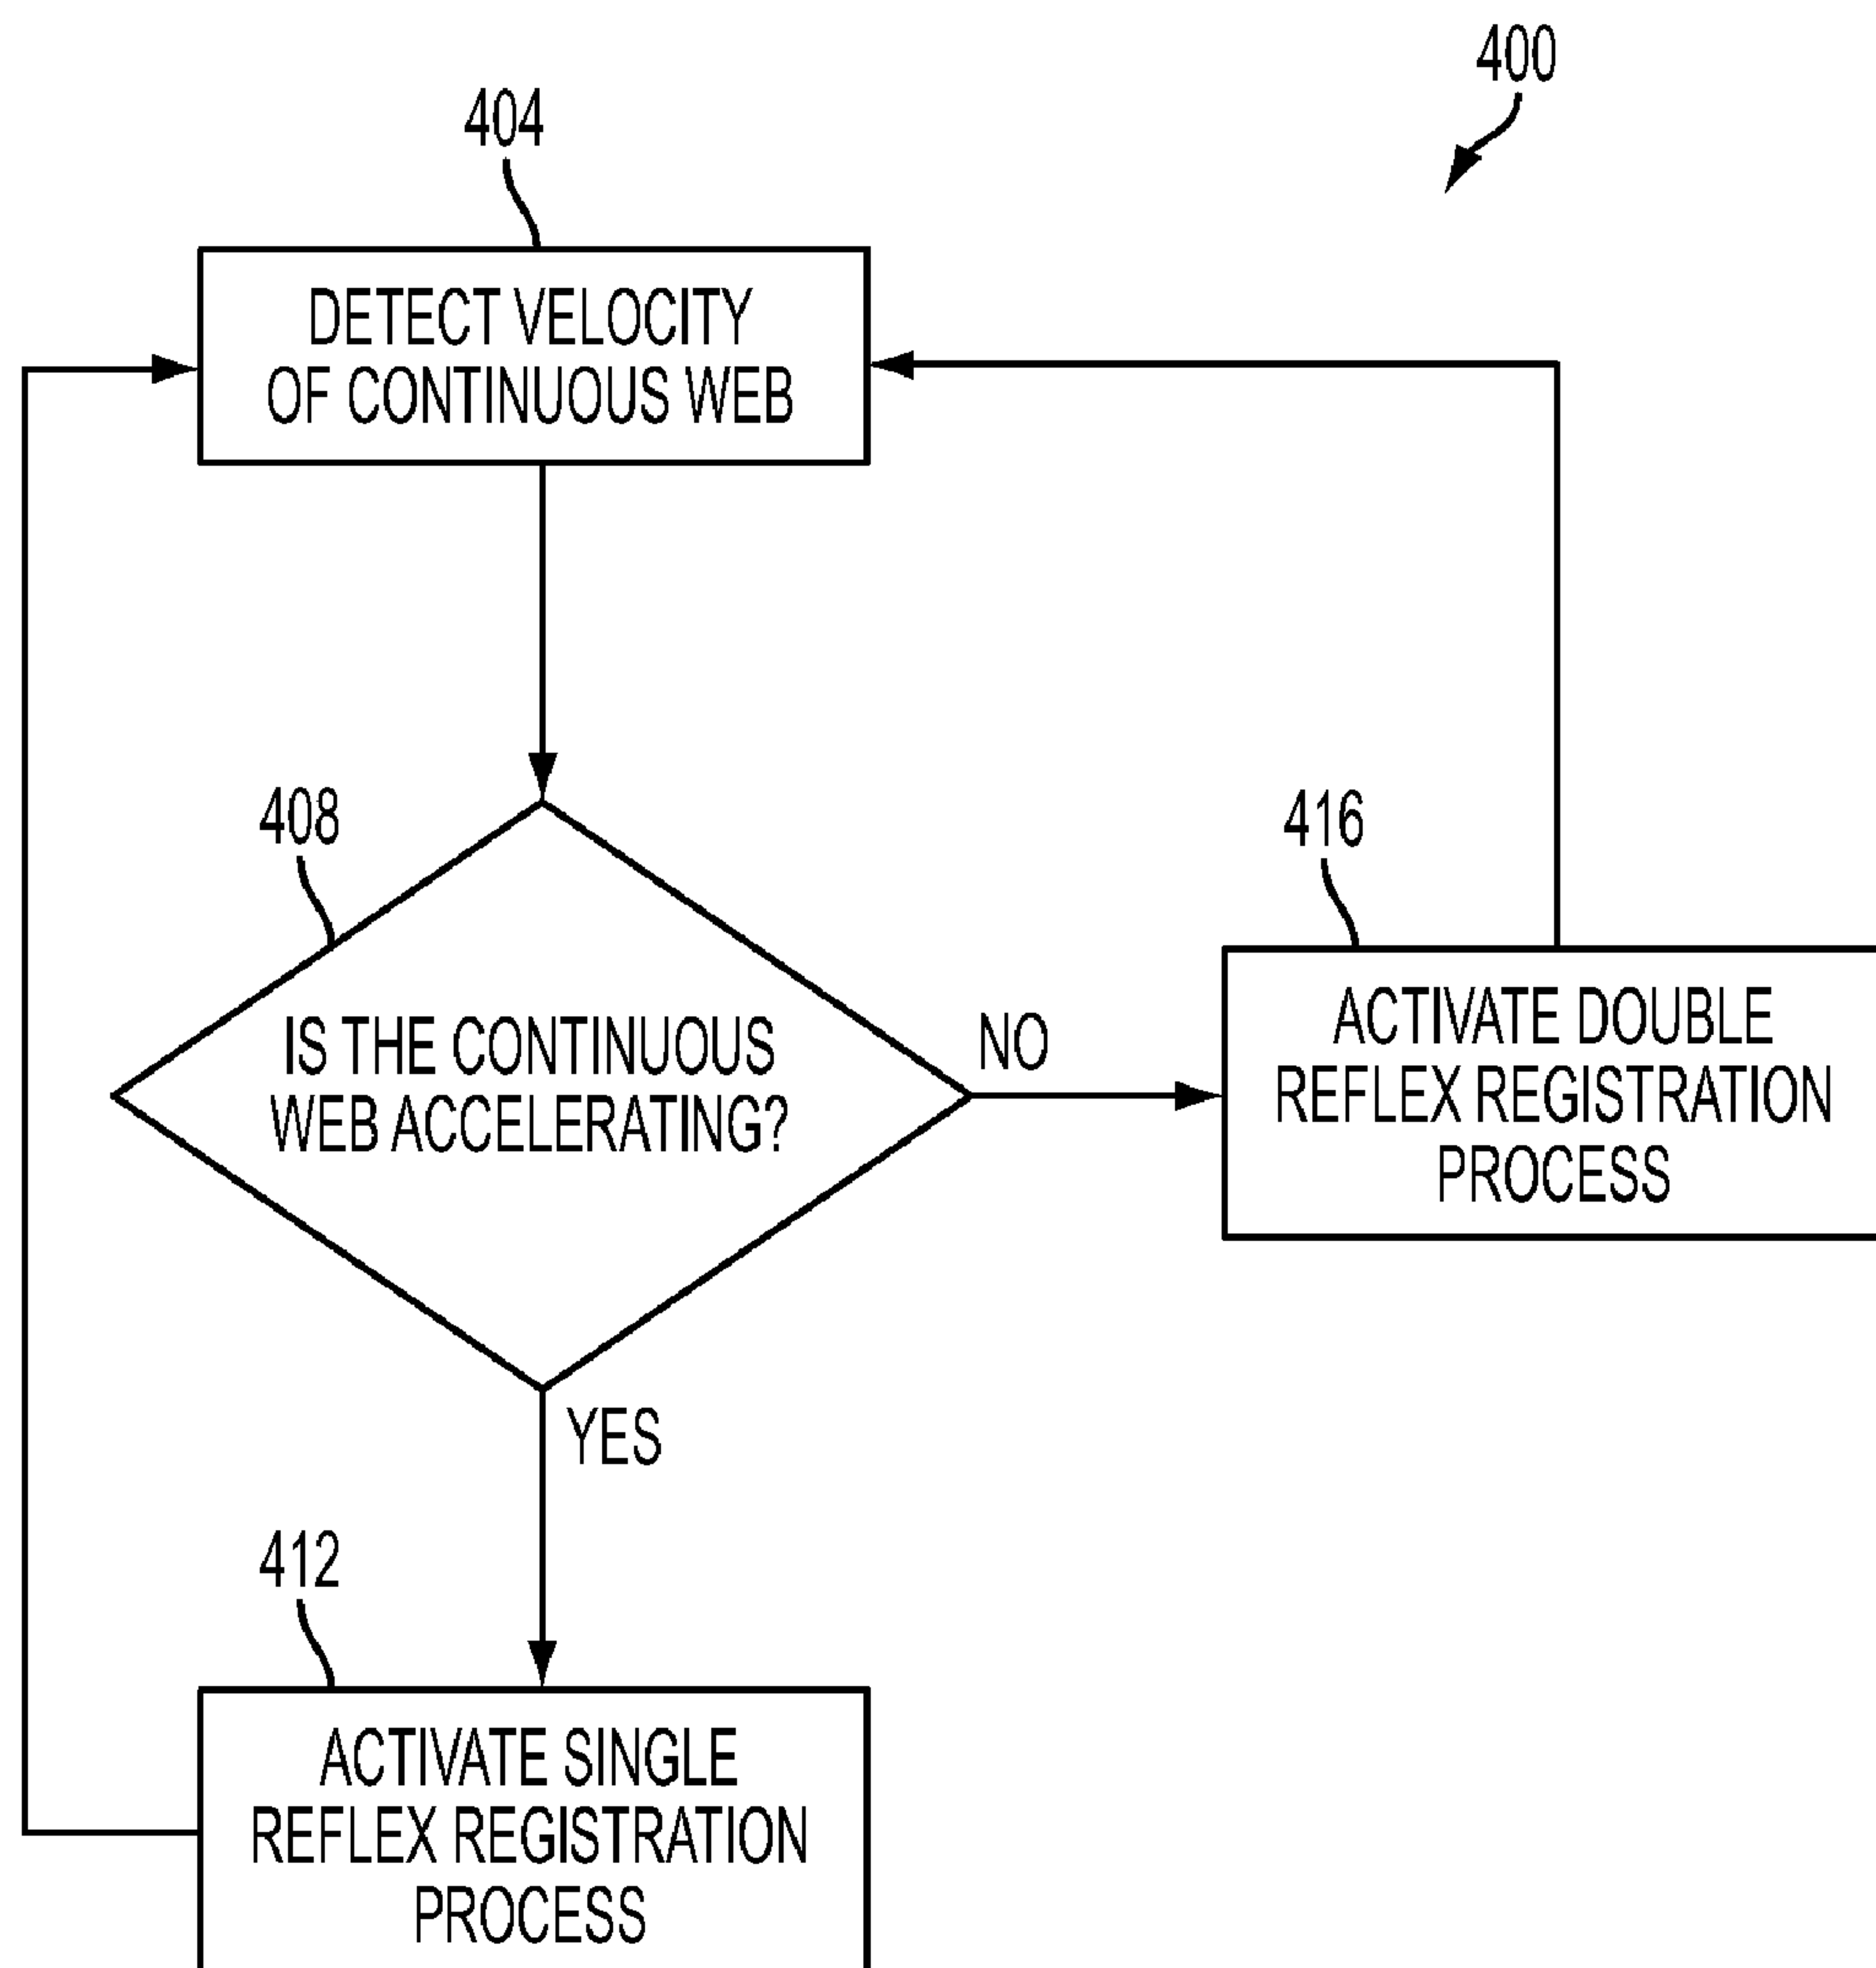 400
404
DETECT VELOCITY
OF CONTINUOUS WEB
408
IS THE CONTINUOUS
WEB ACCELERATING?
NO
416
ACTIVATE DOUBLE
REFLEX REGISTRATION
PROCESS
YES
412
ACTIVATE SINGLE
REFLEX REGISTRATION
PROCESS